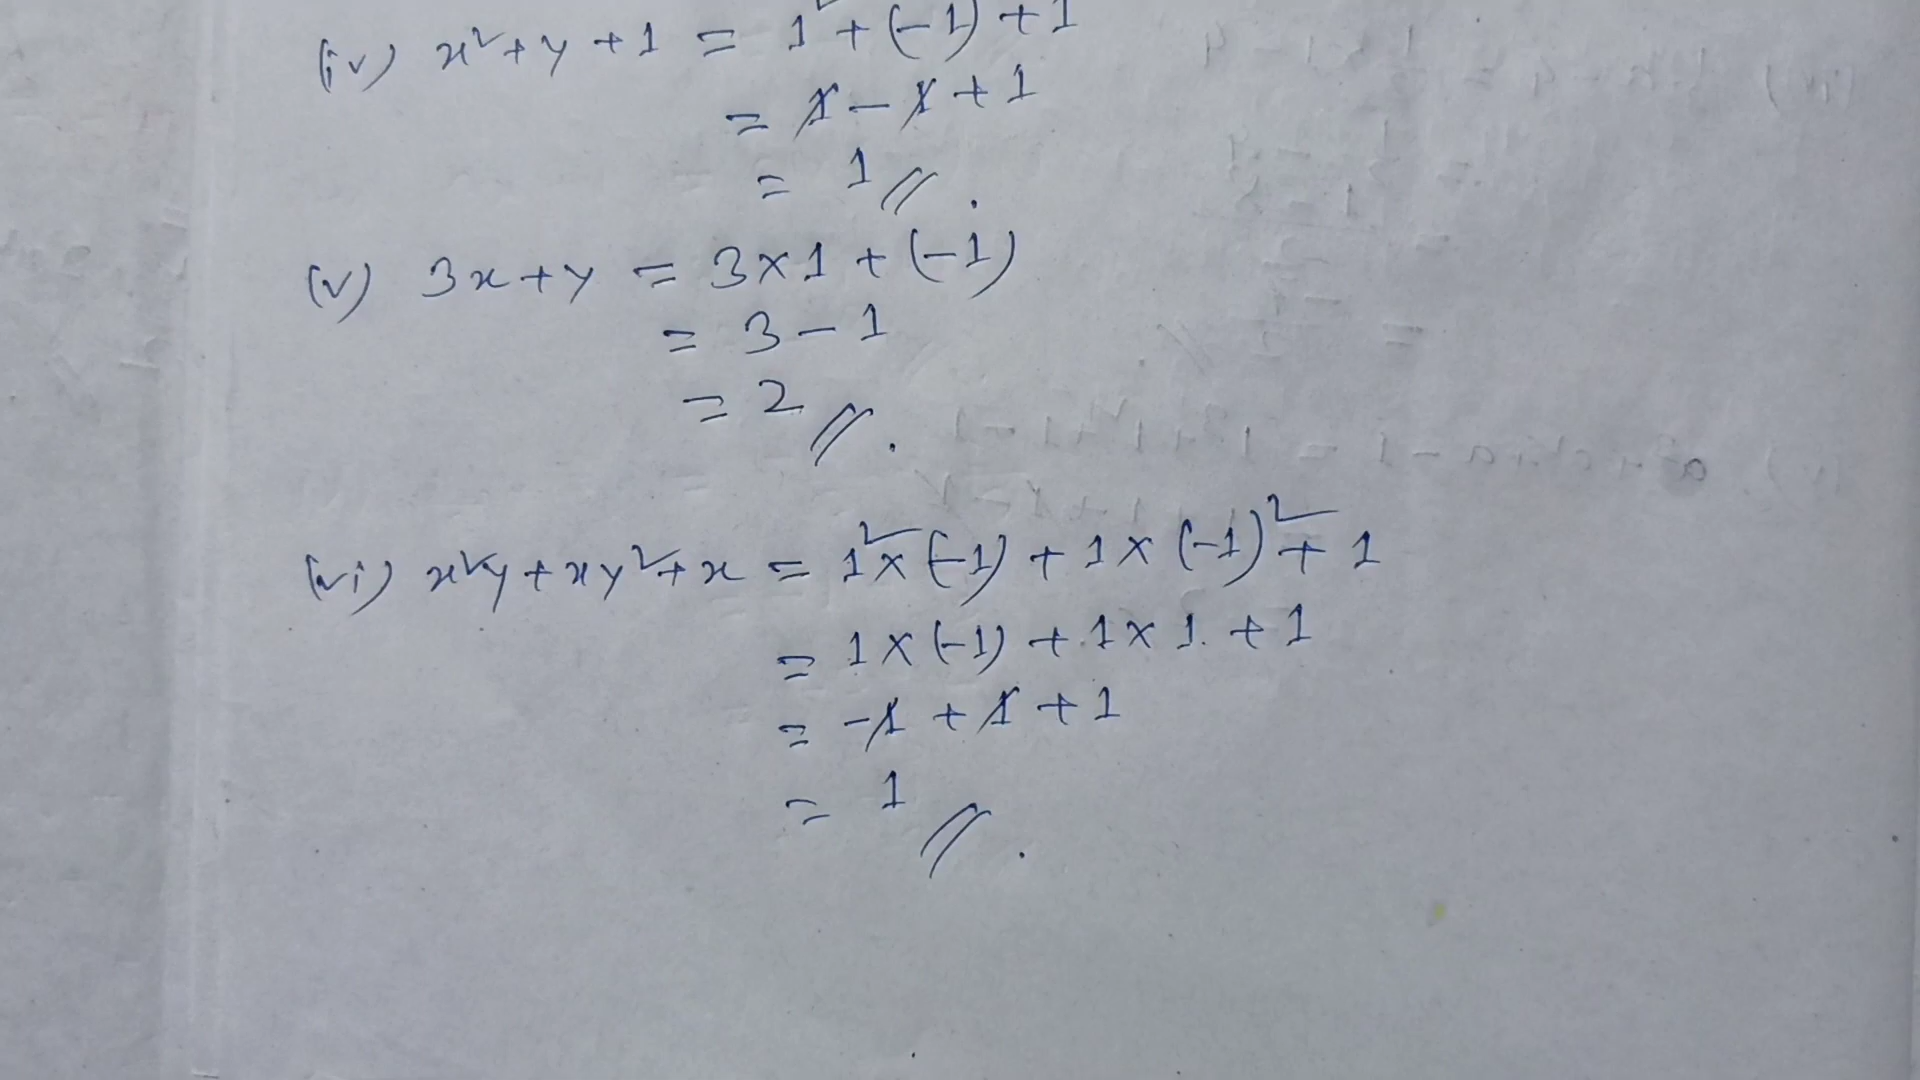 (iv) x² + y + 1 = 1² + (-1) + 1
= 1 - 1 + 1
= 1 //.
(v) 3x + y = 3 × 1 + (-1)
= 3 - 1
= 2 //.
(vi) x²y + xy² + x = 1² × (-1) + 1 × (-1)² + 1
= 1 × (-1) + 1 × 1 + 1
= -1 + 1 + 1
= 1 //.